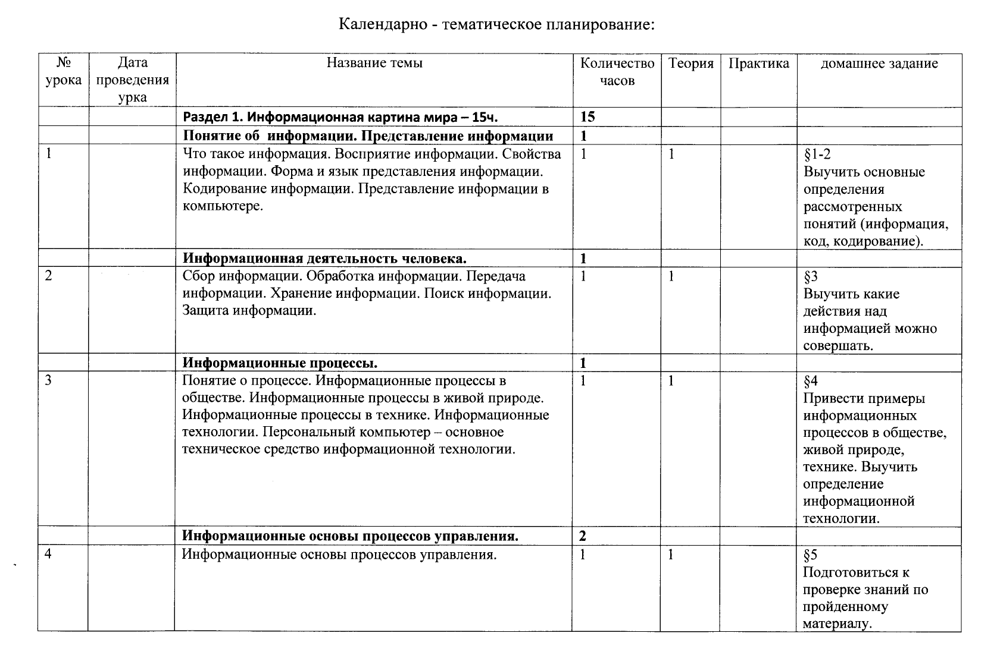 Календарно - тематическое планирование:
№ урока
Дата проведения урка
Название темы
Количество часов
Теория
Практика
домашнее задание
Раздел 1. Информационная картина мира – 15ч.
15
Понятие об информации. Представление информации
1
1
Что такое информация. Восприятие информации. Свойства
информации. Форма и язык представления информации.
Кодирование информации. Представление информации в
компьютере.
1
1
§1-2
Выучить основные
определения
рассмотренных
понятий (информация,
код, кодирование).
Информационная деятельность человека.
1
2
Сбор информации. Обработка информации. Передача
информации. Хранение информации. Поиск информации.
Защита информации.
1
1
§3
Выучить какие
действия над
информацией можно
совершать.
Информационные процессы.
1
3
Понятие о процессе. Информационные процессы в
обществе. Информационные процессы в живой природе.
Информационные процессы в технике. Информационные
технологии. Персональный компьютер – основное
техническое средство информационной технологии.
1
1
§4
Привести примеры
информационных
процессов в обществе,
живой природе,
технике. Выучить
определение
информационной
технологии.
Информационные основы процессов управления.
2
4
Информационные основы процессов управления.
1
1
§5
Подготовиться к
проверке знаний по
пройденному
материалу.